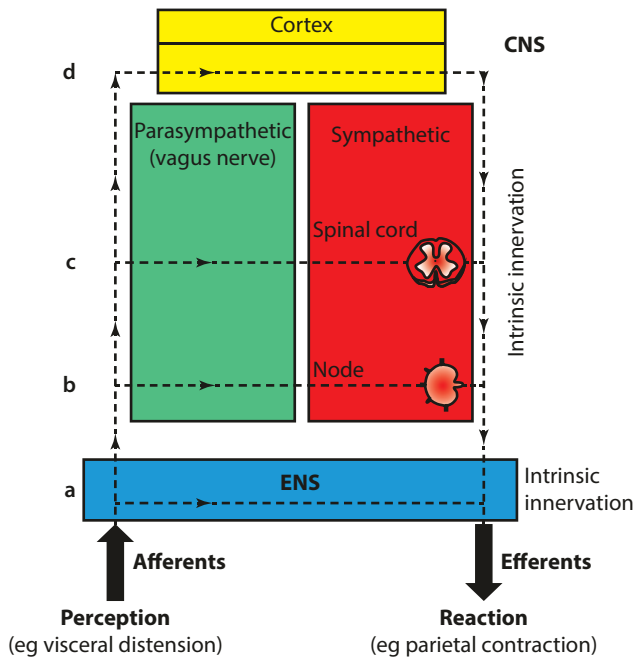 Cortex
CNS
d
Parasympathetic
(vagus nerve)
Sympathetic
Spinal cord
c
Intrinsic innervation
Node
b
a
ENS
Intrinsic
innervation
Afferents
Efferents
Perception
(eg visceral distension)
Reaction
(eg parietal contraction)